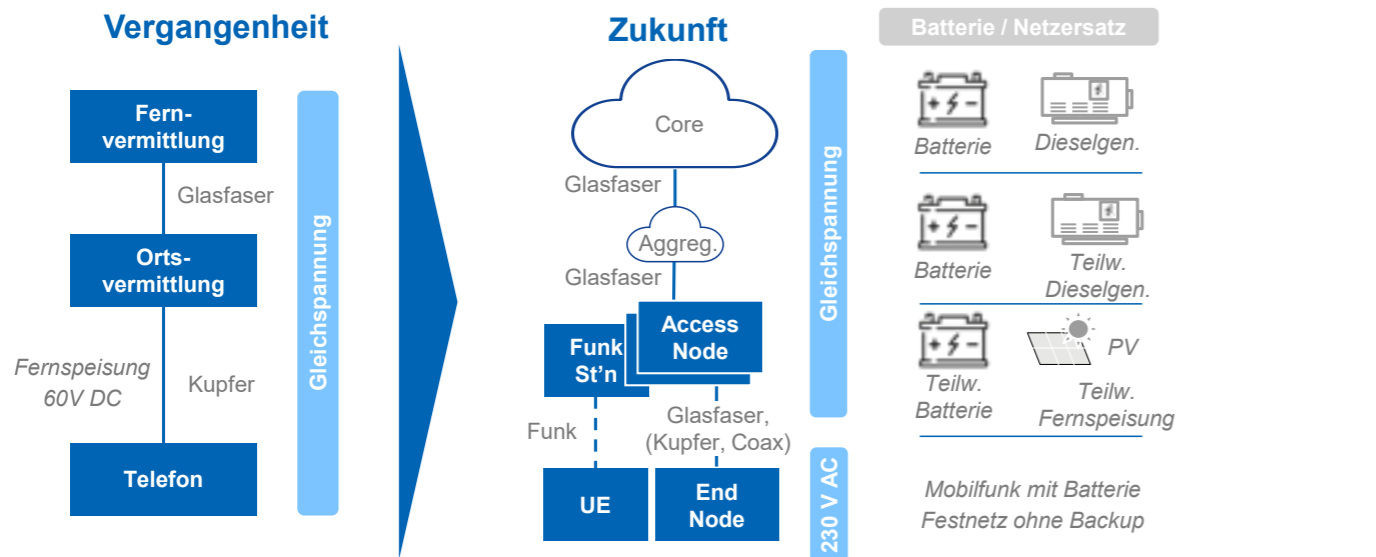 Vergangenheit
Fern-
vermittlung
Glasfaser
Orts-
vermittlung
Fernspeisung
60V DC
Kupfer
Telefon
Gleichspannung
Zukunft
Core
Glasfaser
Aggreg.
Glasfaser
Access
Node
Funk
St’n
Funk
Glasfaser,
(Kupfer, Coax)
UE
End
Node
Gleichspannung
230 V AC
Batterie / Netzersatz
Batterie
Dieselgen.
Batterie
Teilw.
Dieselgen.
PV
Teilw.
Batterie
Teilw.
Fernspeisung
Mobilfunk mit Batterie
Festnetz ohne Backup